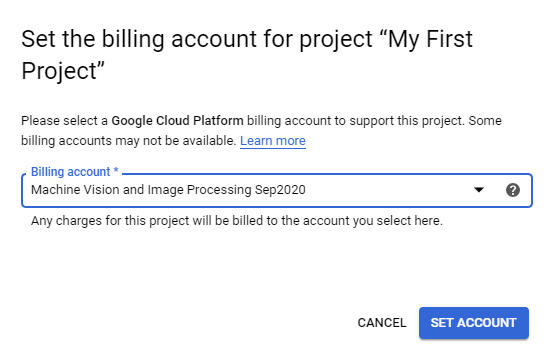 Set the billing account for project “My First
Project”
Please select a Google Cloud Platform billing account to support this project. Some
billing accounts may not be available. Learn more
Billing account *
Machine Vision and Image Processing Sep2020
?
Any charges for this project will be billed to the account you select here.
CANCEL
SET ACCOUNT